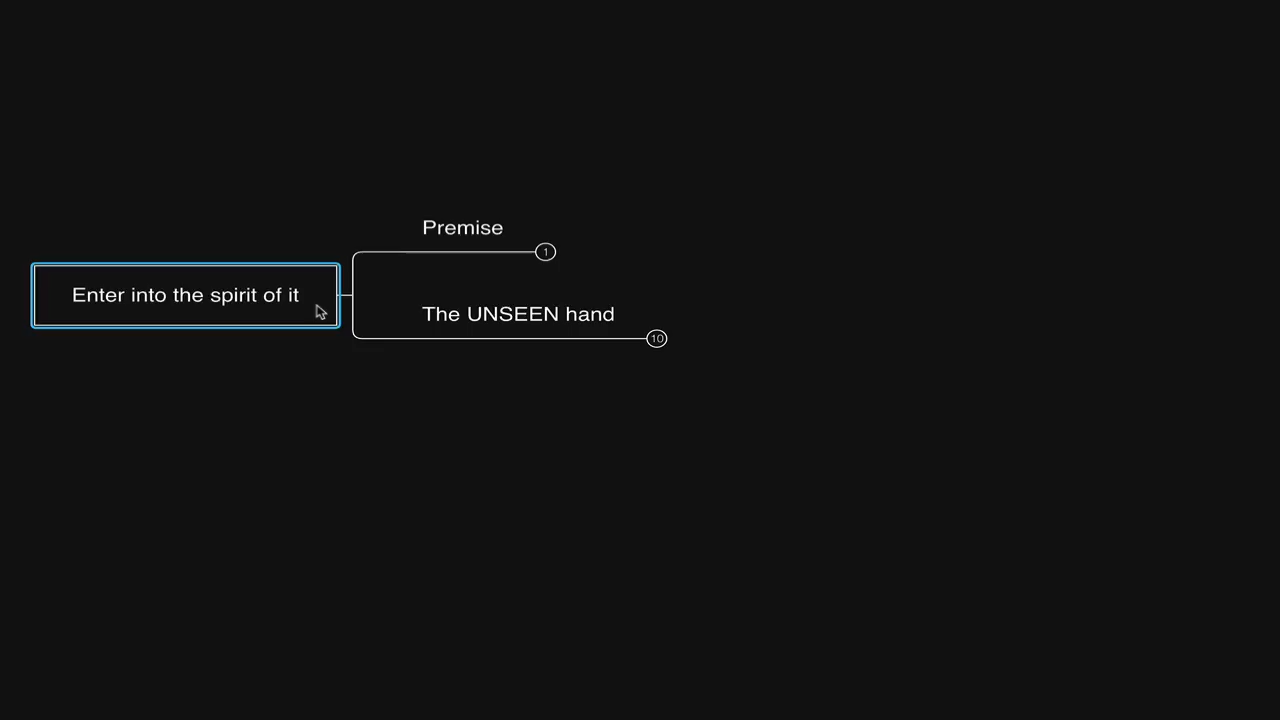 Premise
1
Enter into the spirit of it
The UNSEEN hand
10